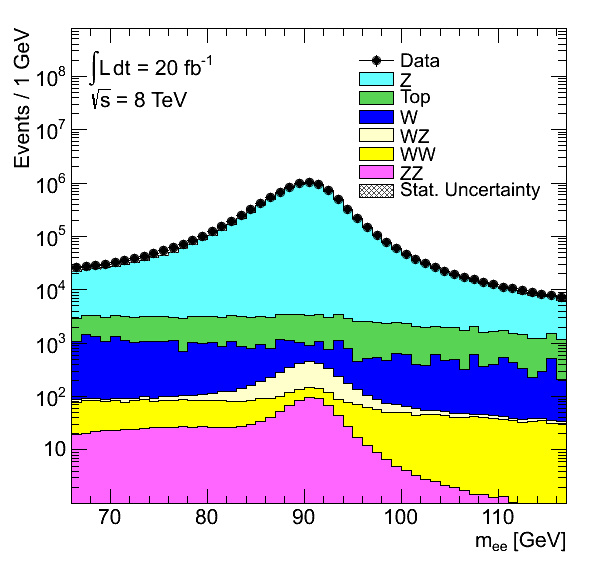 Events / 1 GeV
∫L dt = 20 fb⁻¹
√s = 8 TeV
Data
Z
Top
W
WZ
WW
ZZ
Stat. Uncertainty
10⁸
10⁷
10⁶
10⁵
10⁴
10³
10²
10
70 80 90 100 110
mₑₑ [GeV]